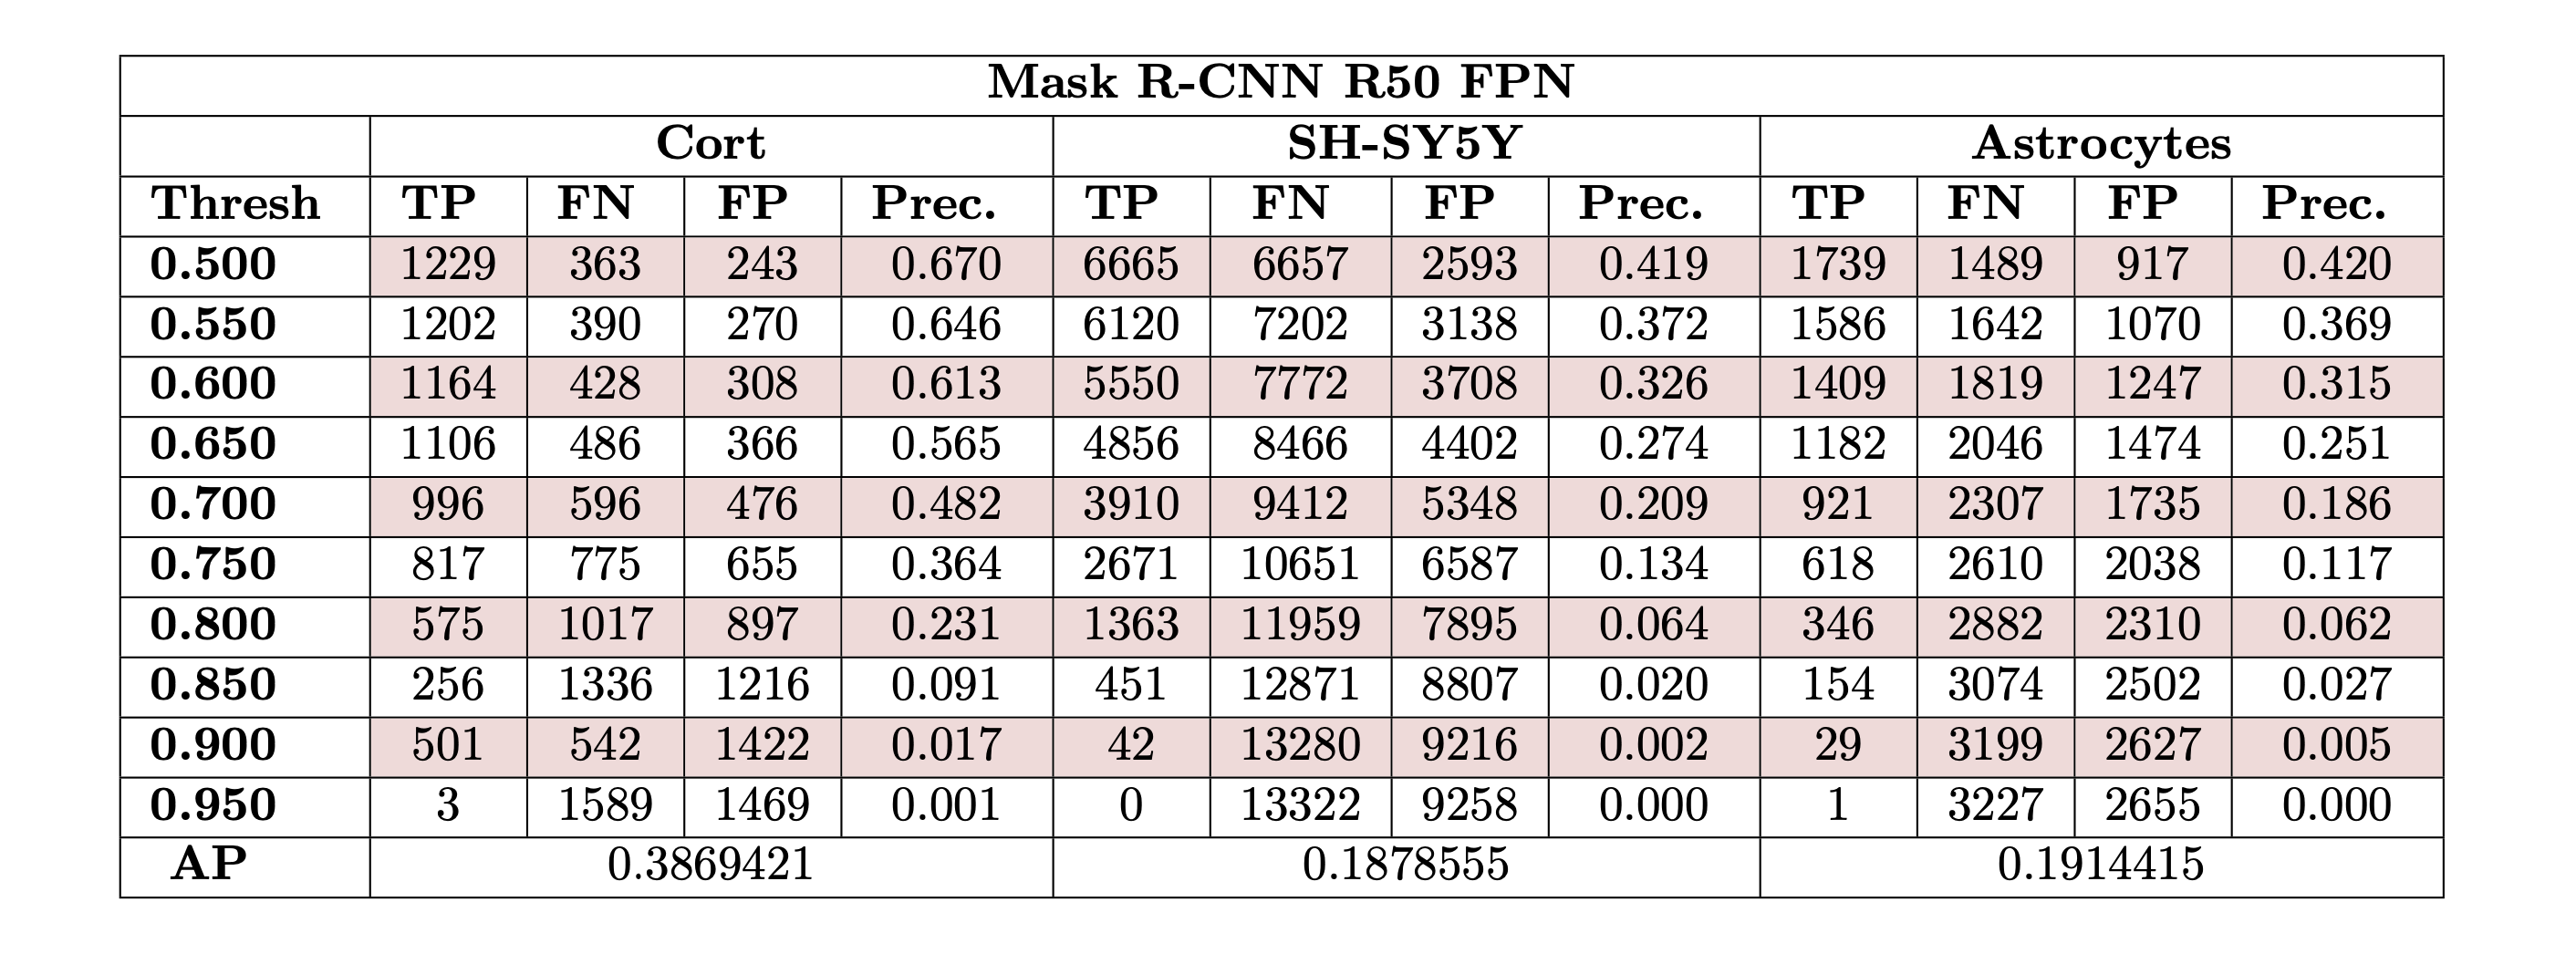 Mask R-CNN R50 FPN
Cort SH-SY5Y Astrocytes
Thresh TP FN FP Prec. TP FN FP Prec. TP FN FP Prec.
0.500 1229 363 243 0.670 6665 6657 2593 0.419 1739 1489 917 0.420
0.550 1202 390 270 0.646 6120 7202 3138 0.372 1586 1642 1070 0.369
0.600 1164 428 308 0.613 5550 7772 3708 0.326 1409 1819 1247 0.315
0.650 1106 486 366 0.565 4856 8466 4402 0.274 1182 2046 1474 0.251
0.700 996 596 476 0.482 3910 9412 5348 0.209 921 2307 1735 0.186
0.750 817 775 655 0.364 2671 10651 6587 0.134 618 2610 2038 0.117
0.800 575 1017 897 0.231 1363 11959 7895 0.064 346 2882 2310 0.062
0.850 256 1336 1216 0.091 451 12871 8807 0.020 154 3074 2502 0.027
0.900 501 542 1422 0.017 42 13280 9216 0.002 29 3199 2627 0.005
0.950 3 1589 1469 0.001 0 13322 9258 0.000 1 3227 2655 0.000
AP 0.3869421 0.1878555 0.1914415